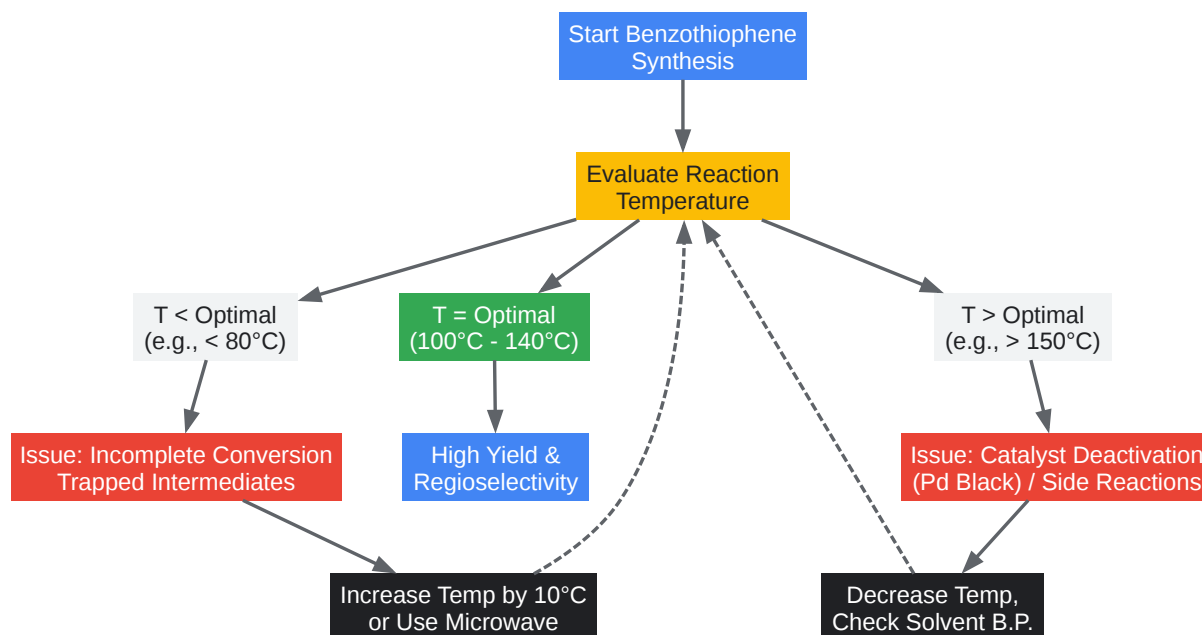 Start Benzothiophene
Synthesis
Evaluate Reaction
Temperature
T < Optimal
(e.g., < 80°C)
T = Optimal
(100°C - 140°C)
T > Optimal
(e.g., > 150°C)
Issue: Incomplete Conversion
Trapped Intermediates
High Yield &
Regioselectivity
Issue: Catalyst Deactivation
(Pd Black) / Side Reactions
Increase Temp by 10°C
or Use Microwave
Decrease Temp,
Check Solvent B.P.